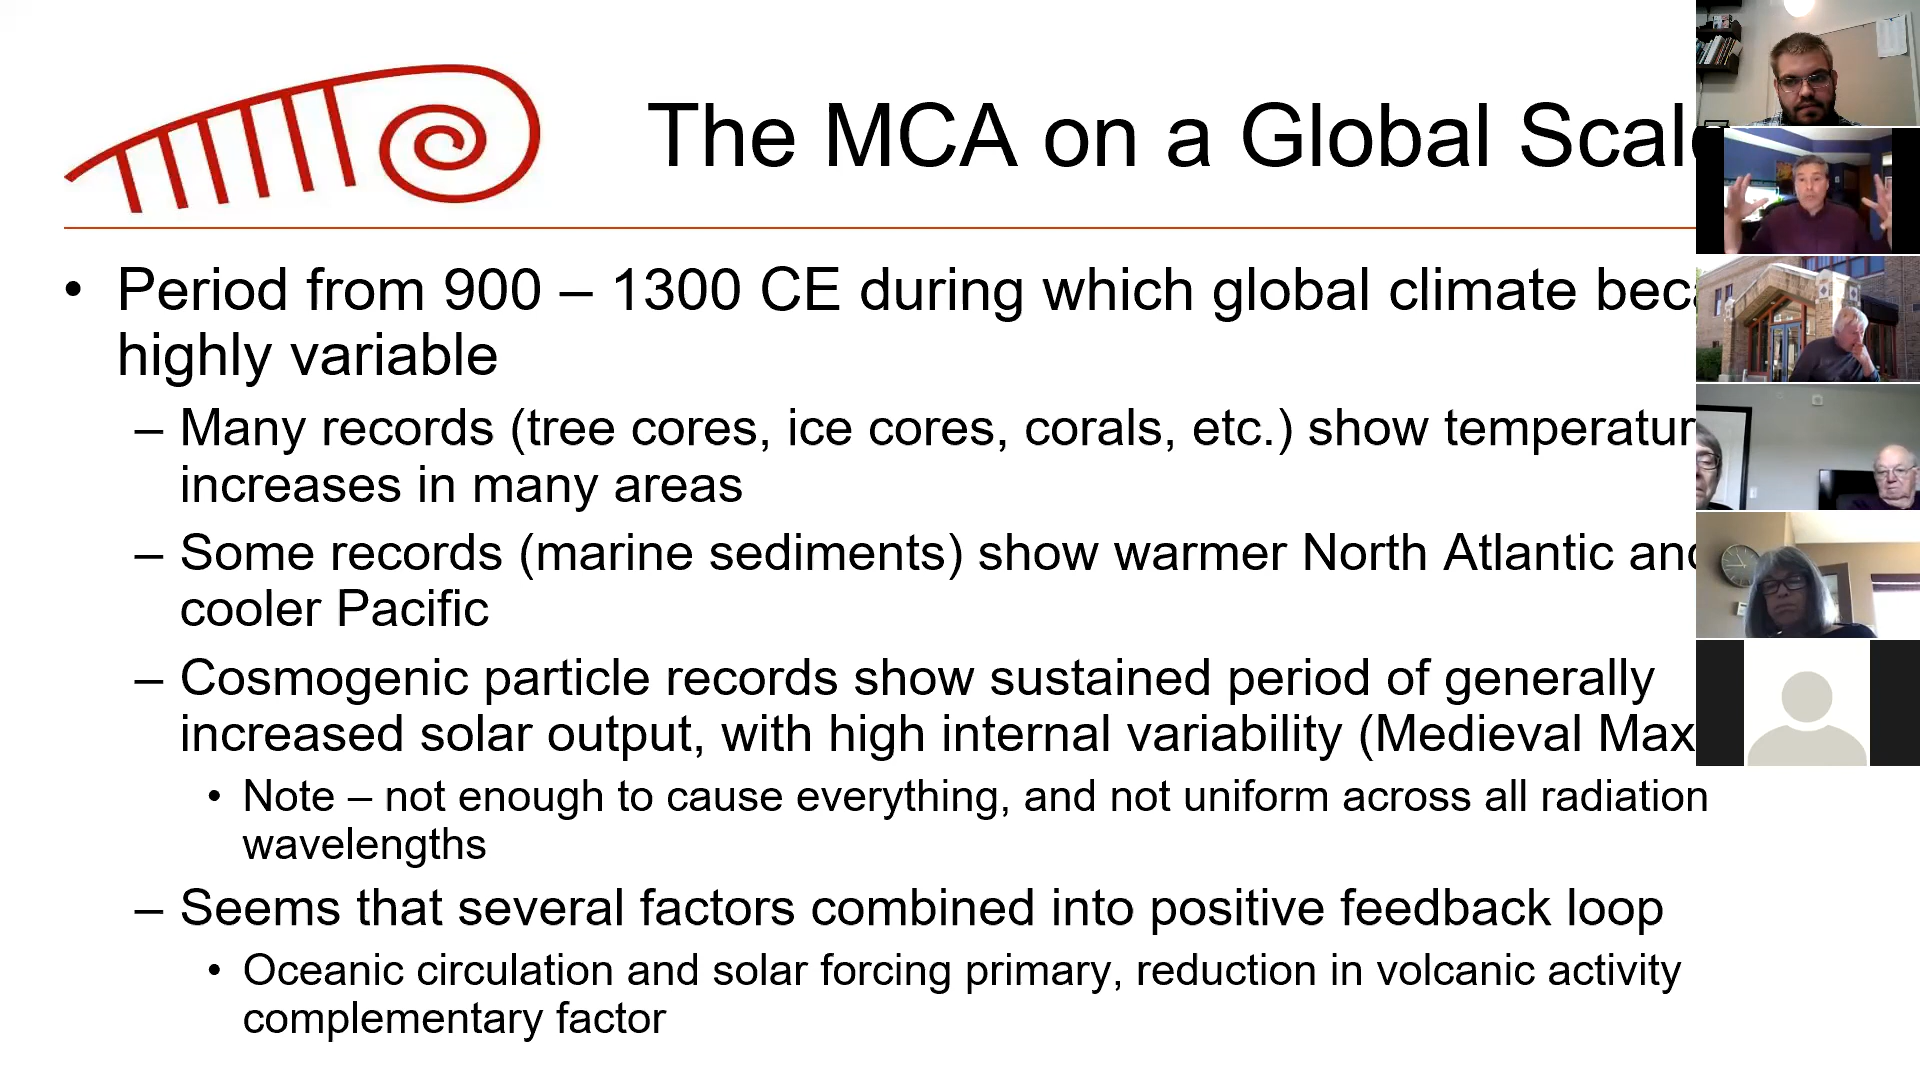 The MCA on a Global Scale
• Period from 900 – 1300 CE during which global climate
highly variable
– Many records (tree cores, ice cores, corals, etc.) show
increases in many areas
– Some records (marine sediments) show warmer North Atlantic and
cooler Pacific
– Cosmogenic particle records show sustained period of generally
increased solar output, with high internal variability (Medieval Max
• Note – not enough to cause everything, and not uniform across all radiation
wavelengths
– Seems that several factors combined into positive feedback loop
• Oceanic circulation and solar forcing primary, reduction in volcanic activity
complementary factor